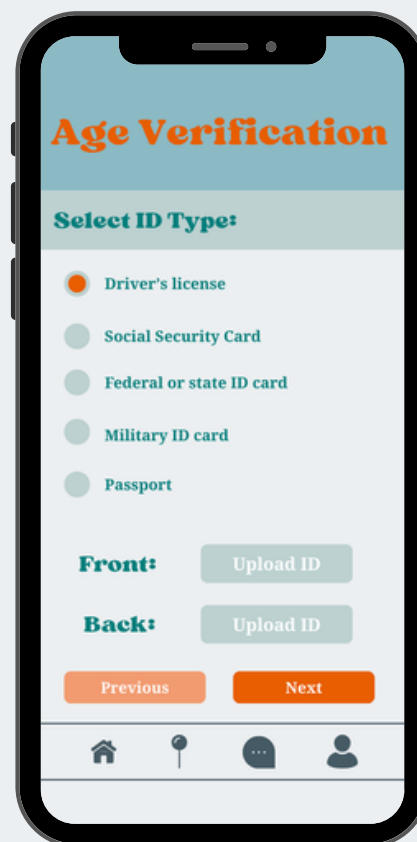 Age Verification
Select ID Type:
Driver's license
Social Security Card
Federal or state ID card
Military ID card
Passport
Front: Upload ID
Back: Upload ID
Previous Next